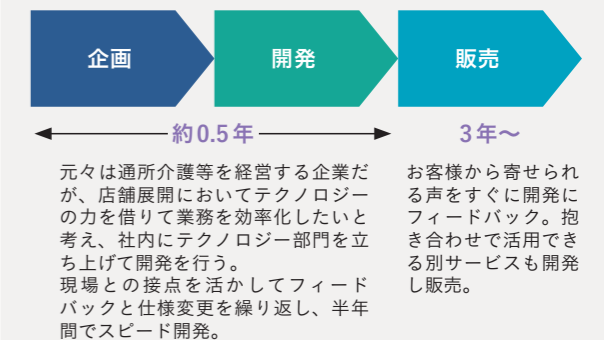 企画
開発
販売
約0.5年
3年〜
元々は通所介護等を経営する企業だ
が、店舗展開においてテクノロジー
の力を借りて業務を効率化したいと
考え、社内にテクノロジー部門を立
ち上げて開発を行う。
現場との接点を活かしてフィード
バックと仕様変更を繰り返し、半年
間でスピード開発。
お客様から寄せられ
る声をすぐに開発に
フィードバック。抱
き合わせで活用でき
る別サービスも開発
し販売。